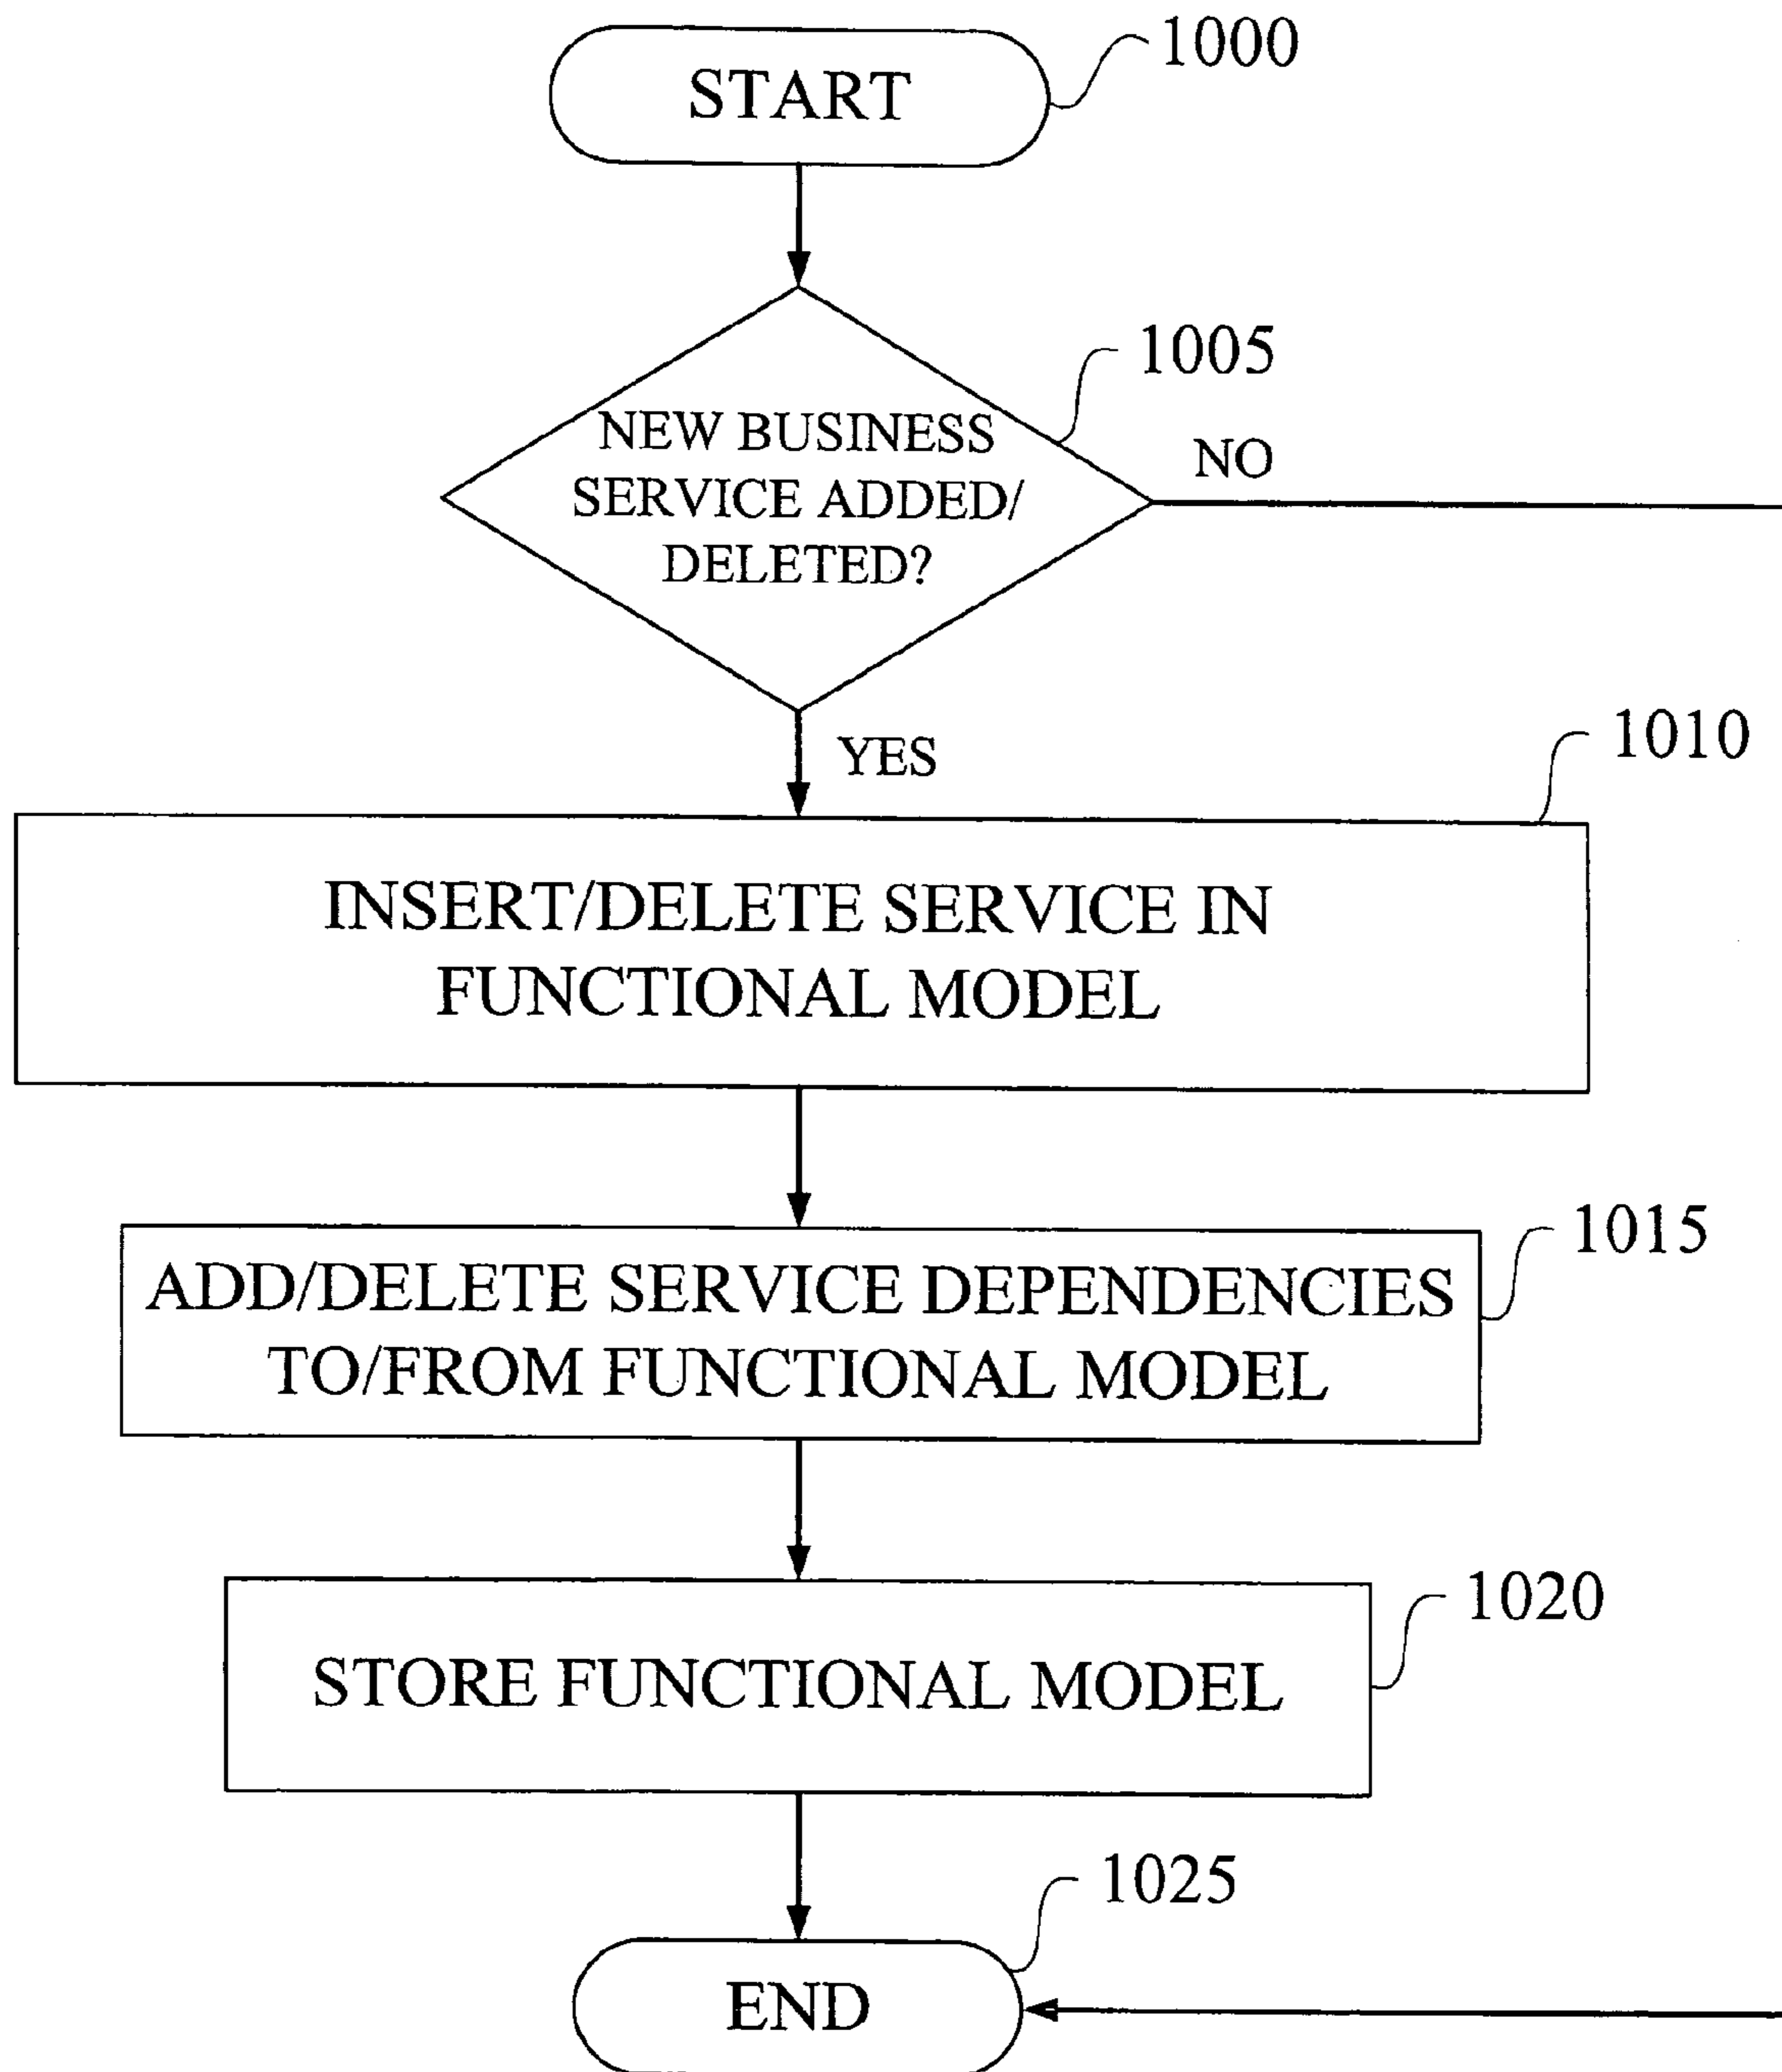 1000
START
1005
NEW BUSINESS
SERVICE ADDED/
DELETED?
NO
YES
1010
INSERT/DELETE SERVICE IN
FUNCTIONAL MODEL
1015
ADD/DELETE SERVICE DEPENDENCIES
TO/FROM FUNCTIONAL MODEL
1020
STORE FUNCTIONAL MODEL
1025
END